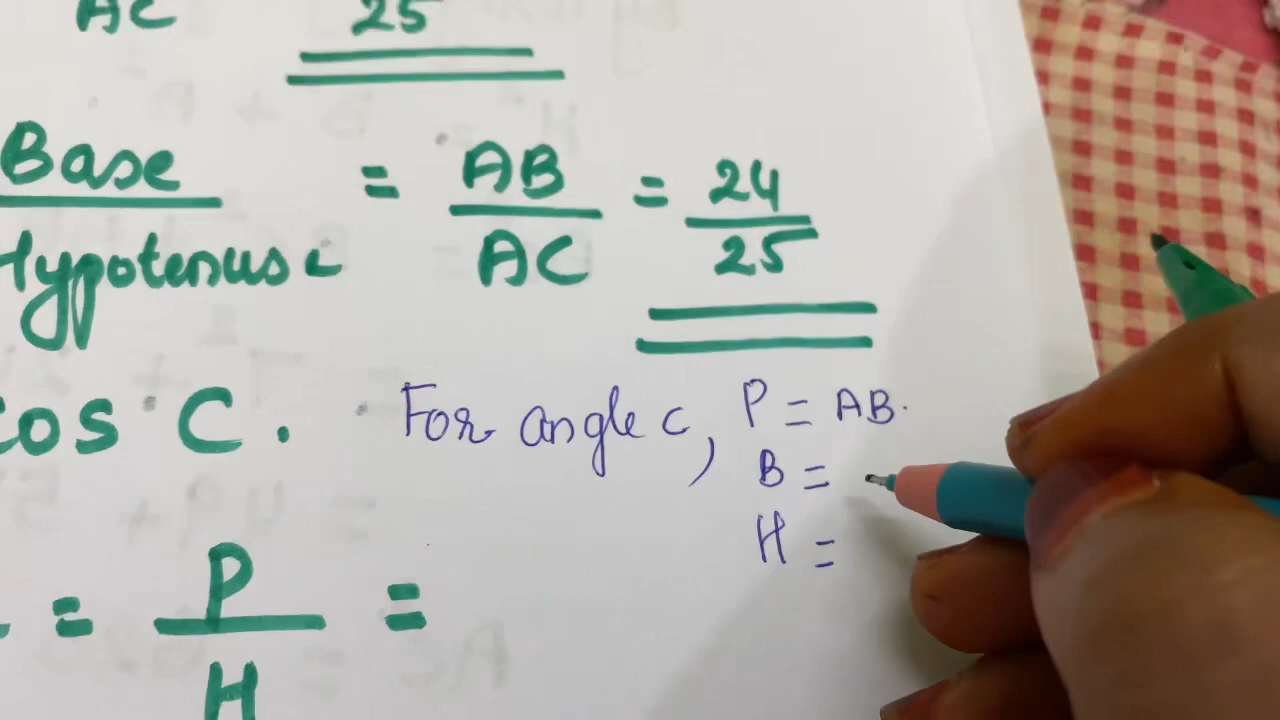 AC 25
Base = AB = 24
Hypotenuse AC 25
cos C. For angle C, P = AB.
B =
H =
= P =
H